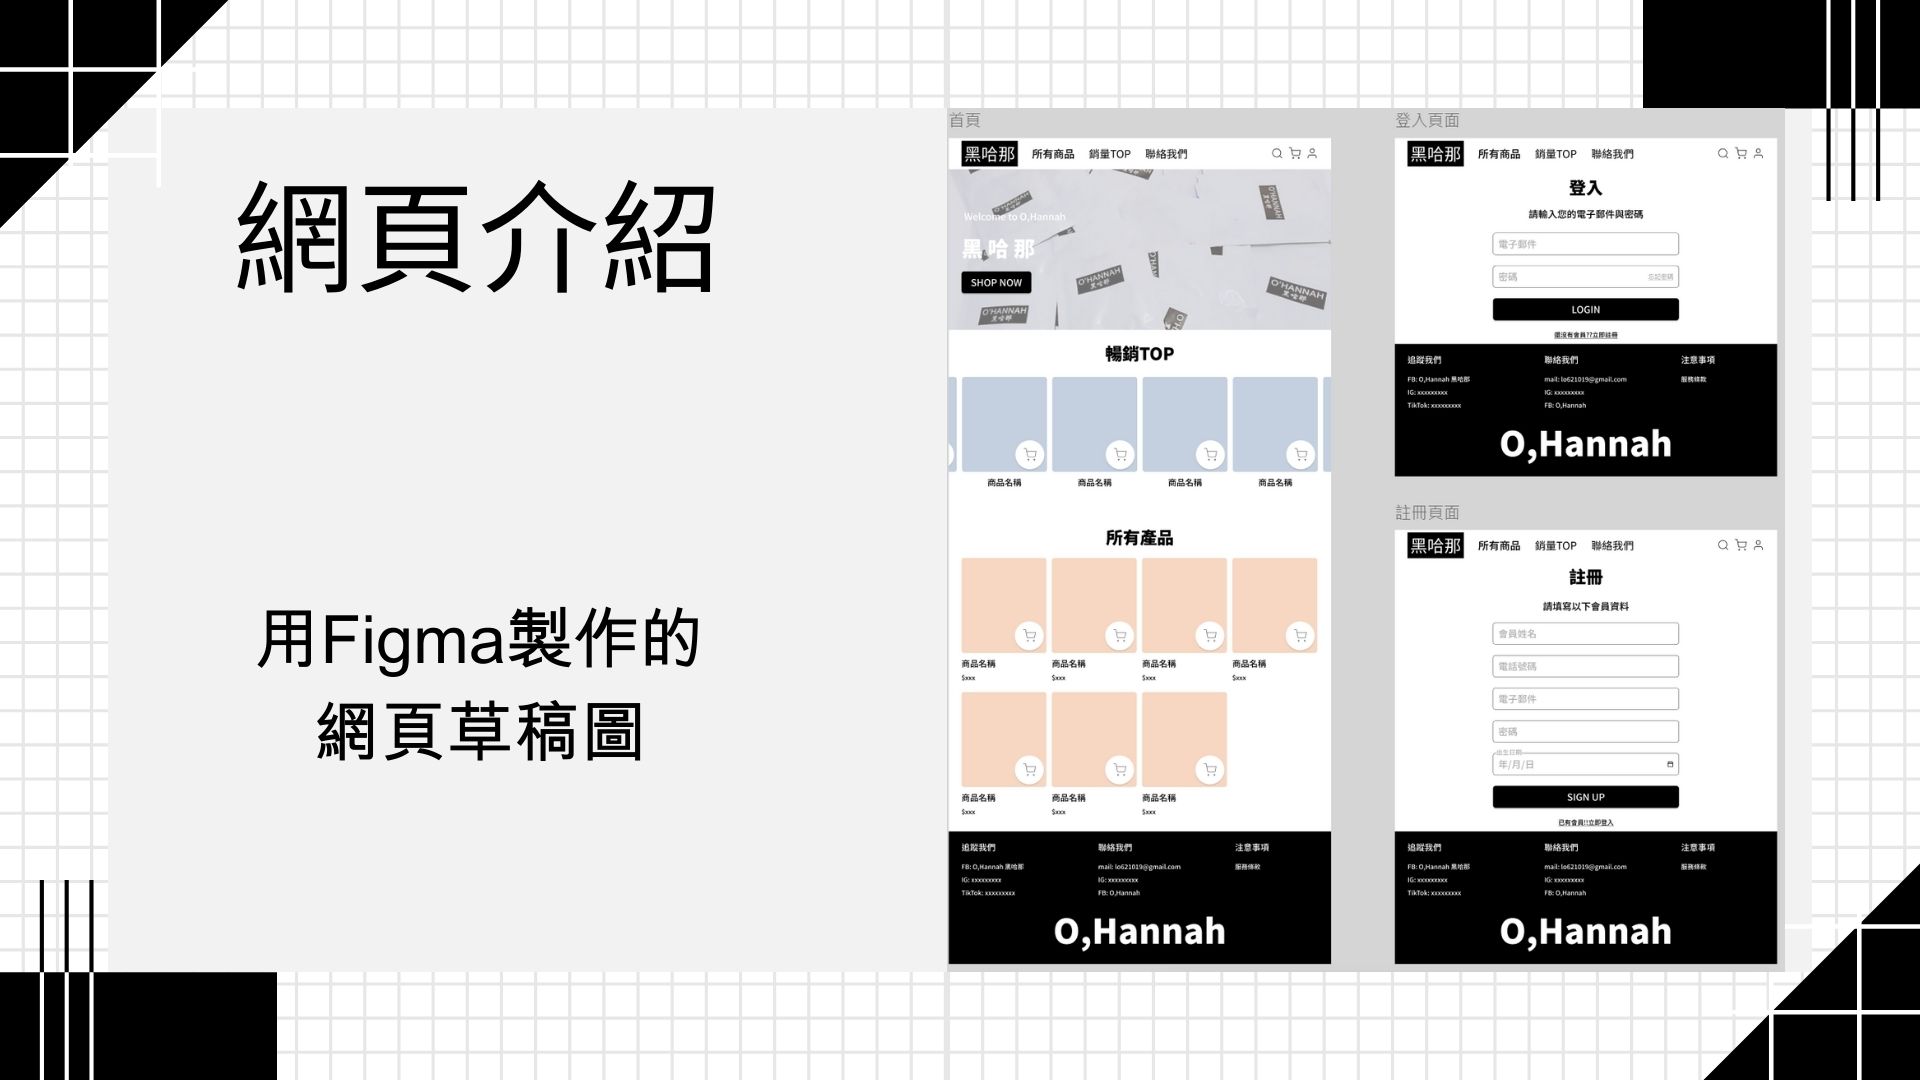 網頁介紹
用Figma製作的
網頁草稿圖
首頁
黑哈那 所有商品 銷量TOP 聯絡我們
Welcome to O,Hannah
黑哈那
SHOP NOW
O'HANNAH
O'HANNAH
黑哈那
O'HANNAH
黑哈那
O'HANNAH
黑哈那
暢銷TOP
商品名稱 商品名稱 商品名稱 商品名稱
所有產品
商品名稱 商品名稱 商品名稱 商品名稱
$xxx $xxx $xxx $xxx
商品名稱 商品名稱 商品名稱
$xxx $xxx $xxx
追蹤我們 聯絡我們 注意事項
FB: O,Hannah 黑哈那 mail: lo621019@gmail.com 服務條款
IG: xxxxxxxxx IG: xxxxxxxxx
TikTok: xxxxxxxxx FB: O,Hannah
O,Hannah
登入頁面
黑哈那 所有商品 銷量TOP 聯絡我們
登入
請輸入您的電子郵件與密碼
電子郵件
密碼 忘記密碼
LOGIN
還沒有會員??立即註冊
追蹤我們 聯絡我們 注意事項
FB: O,Hannah 黑哈那 mail: lo621019@gmail.com 服務條款
IG: xxxxxxxxx IG: xxxxxxxxx
TikTok: xxxxxxxxx FB: O,Hannah
O,Hannah
註冊頁面
黑哈那 所有商品 銷量TOP 聯絡我們
註冊
請填寫以下會員資料
會員姓名
電話號碼
電子郵件
密碼
出生日期
年/月/日
SIGN UP
已有會員!!立即登入
追蹤我們 聯絡我們 注意事項
FB: O,Hannah 黑哈那 mail: lo621019@gmail.com 服務條款
IG: xxxxxxxxx IG: xxxxxxxxx
TikTok: xxxxxxxxx FB: O,Hannah
O,Hannah